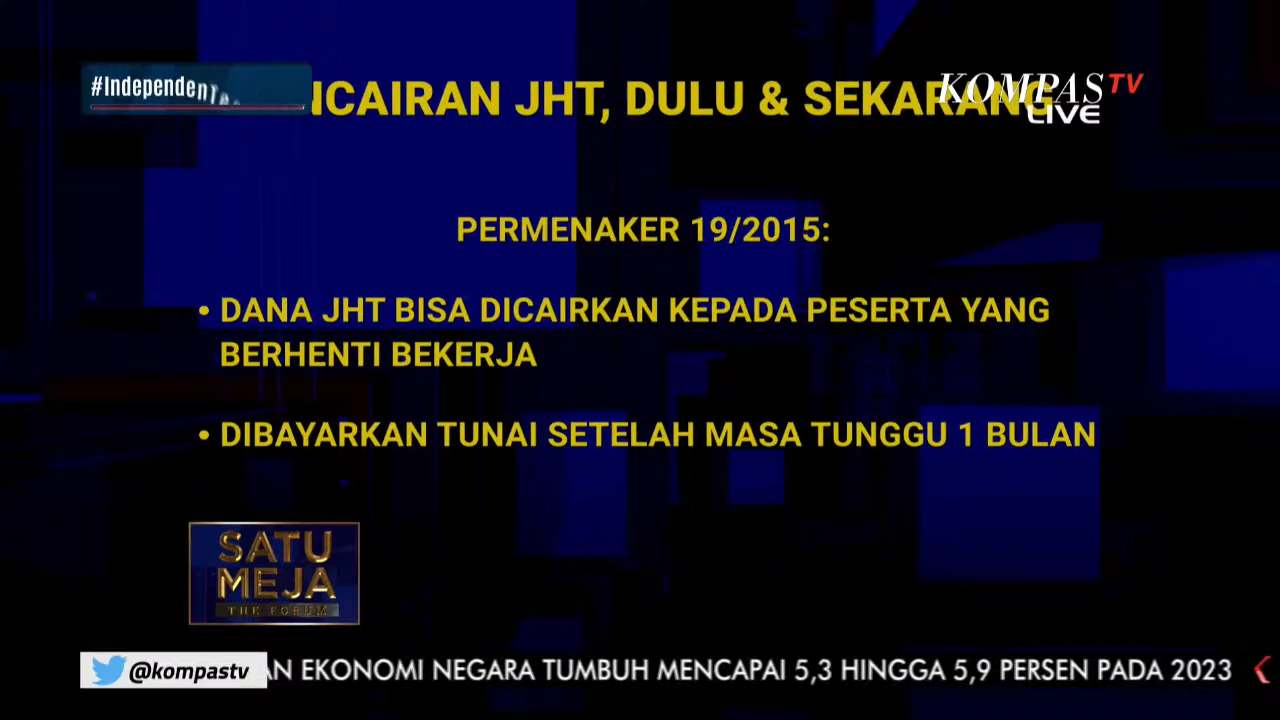 #Independen
NCAIRAN JHT, DULU & SEKARANG
KOMPAS TV
LIVE
PERMENAKER 19/2015:
• DANA JHT BISA DICAIRKAN KEPADA PESERTA YANG
BERHENTI BEKERJA
• DIBAYARKAN TUNAI SETELAH MASA TUNGGU 1 BULAN
SATU
MEJA
THE FORUM
@kompastv
AN EKONOMI NEGARA TUMBUH MENCAPAI 5,3 HINGGA 5,9 PERSEN PADA 2023